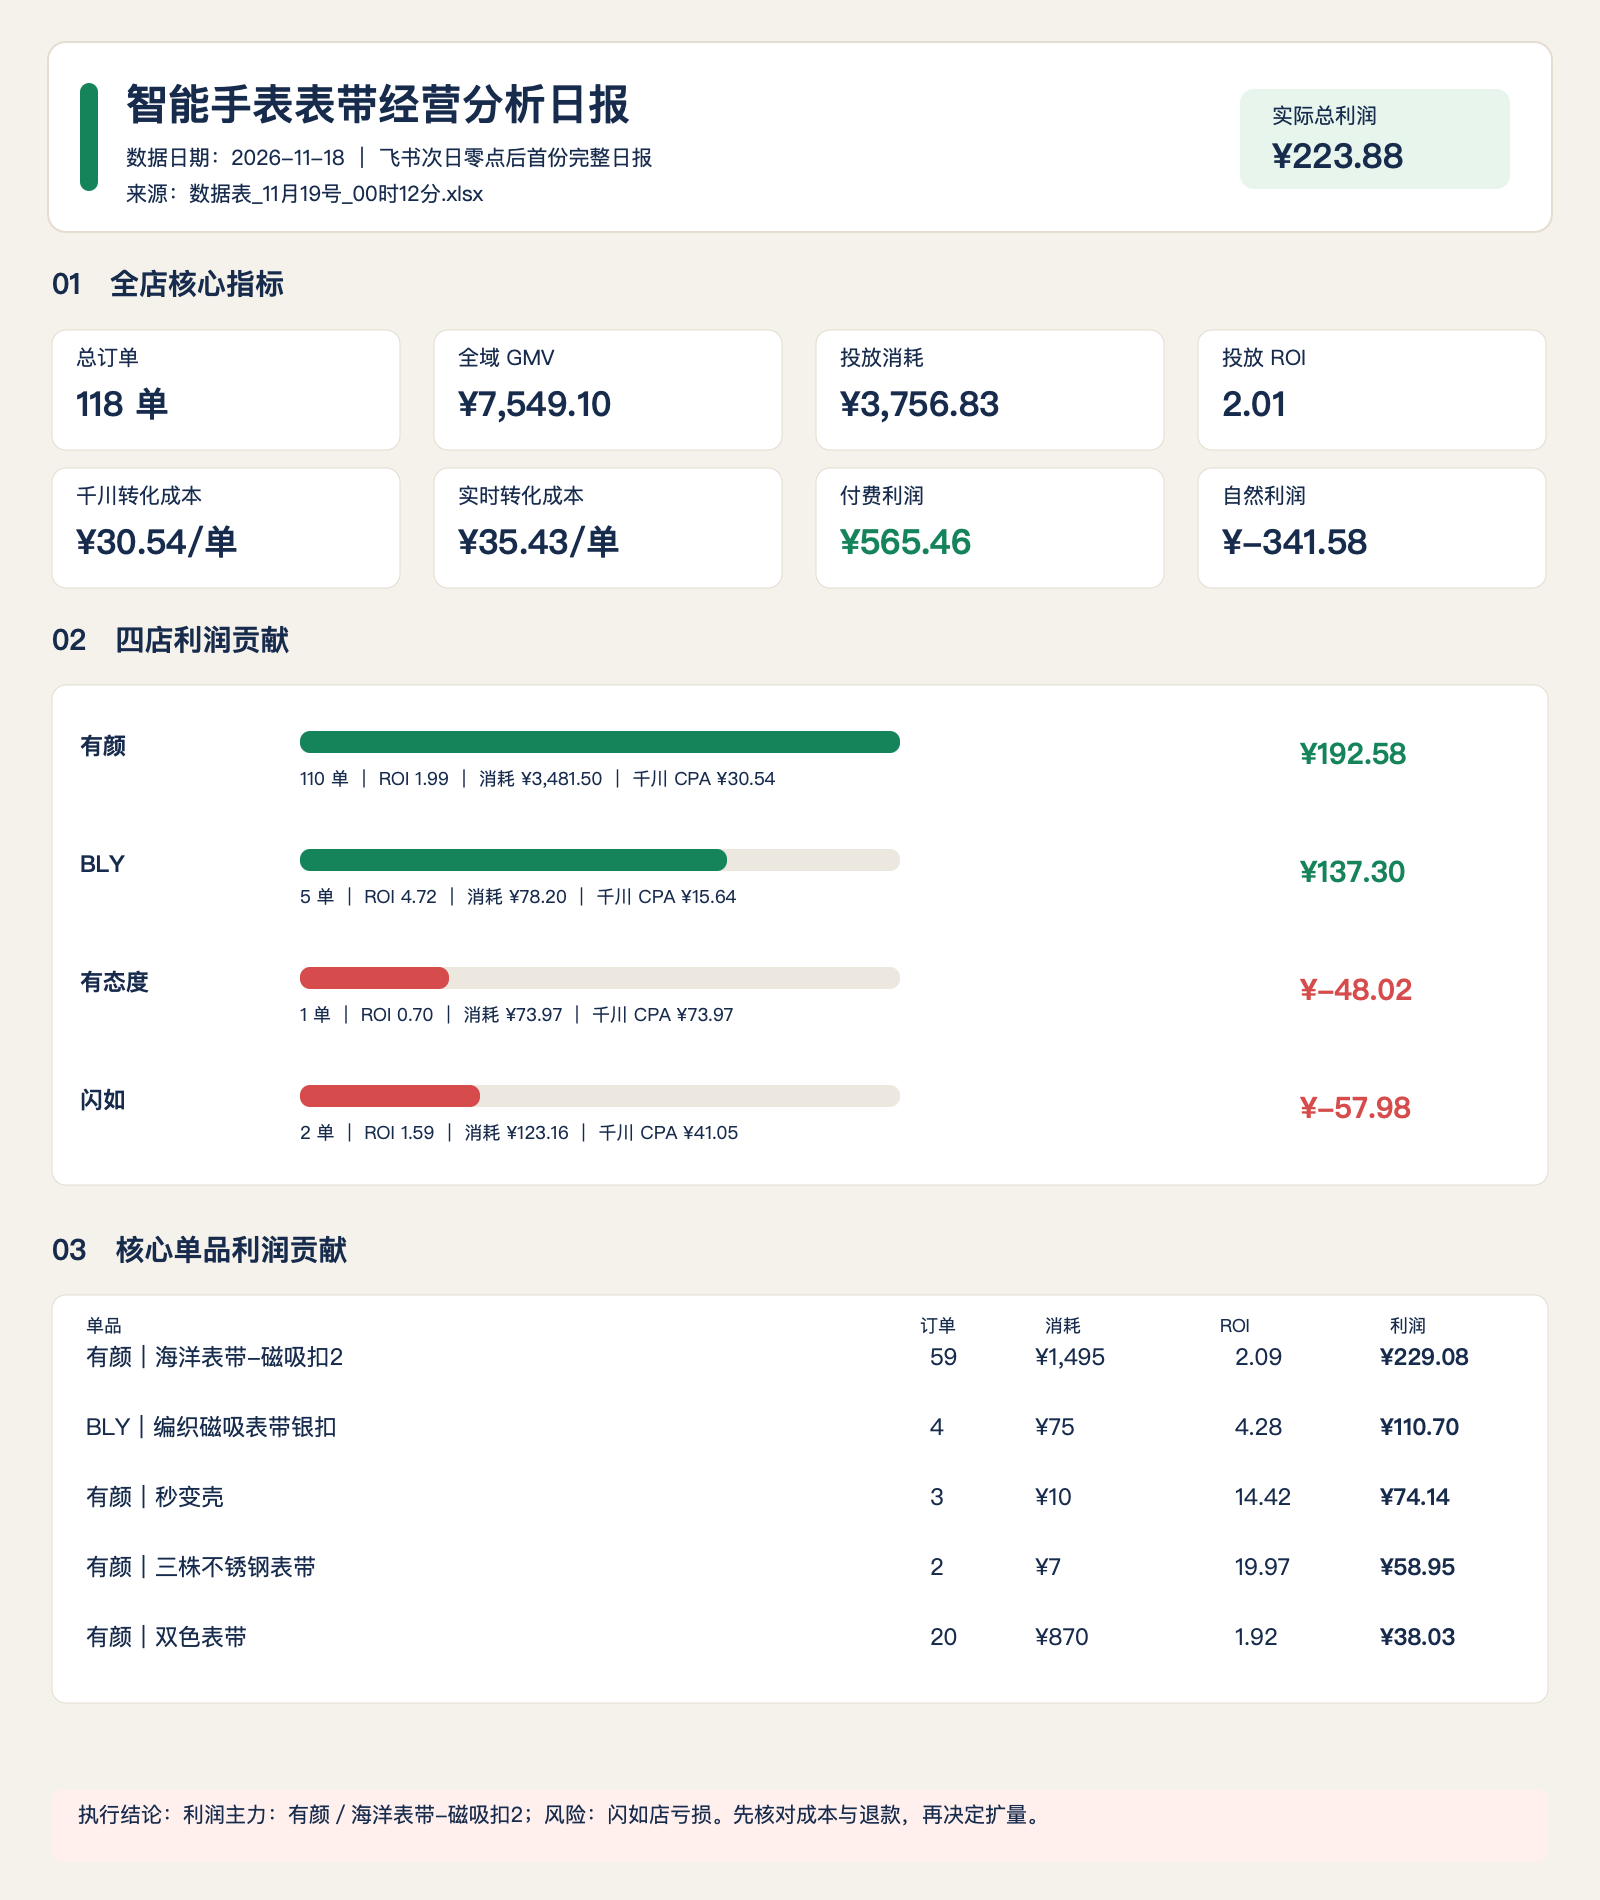 智能手表表带经营分析日报
数据日期：2026-11-18 ｜ 飞书次日零点后首份完整日报
来源：数据表_11月19号_00时12分.xlsx
实际总利润
¥223.88
01 全店核心指标
总订单
118 单
全域 GMV
¥7,549.10
投放消耗
¥3,756.83
投放 ROI
2.01
千川转化成本
¥30.54/单
实时转化成本
¥35.43/单
付费利润
¥565.46
自然利润
¥-341.58
02 四店利润贡献
有颜
110 单 ｜ ROI 1.99 ｜ 消耗 ¥3,481.50 ｜ 千川 CPA ¥30.54
¥192.58
BLY
5 单 ｜ ROI 4.72 ｜ 消耗 ¥78.20 ｜ 千川 CPA ¥15.64
¥137.30
有态度
1 单 ｜ ROI 0.70 ｜ 消耗 ¥73.97 ｜ 千川 CPA ¥73.97
¥-48.02
闪如
2 单 ｜ ROI 1.59 ｜ 消耗 ¥123.16 ｜ 千川 CPA ¥41.05
¥-57.98
03 核心单品利润贡献
单品 订单 消耗 ROI 利润
有颜｜海洋表带-磁吸扣2 59 ¥1,495 2.09 ¥229.08
BLY｜编织磁吸表带银扣 4 ¥75 4.28 ¥110.70
有颜｜秒变壳 3 ¥10 14.42 ¥74.14
有颜｜三株不锈钢表带 2 ¥7 19.97 ¥58.95
有颜｜双色表带 20 ¥870 1.92 ¥38.03
执行结论：利润主力：有颜 / 海洋表带-磁吸扣2；风险：闪如店亏损。先核对成本与退款，再决定扩量。